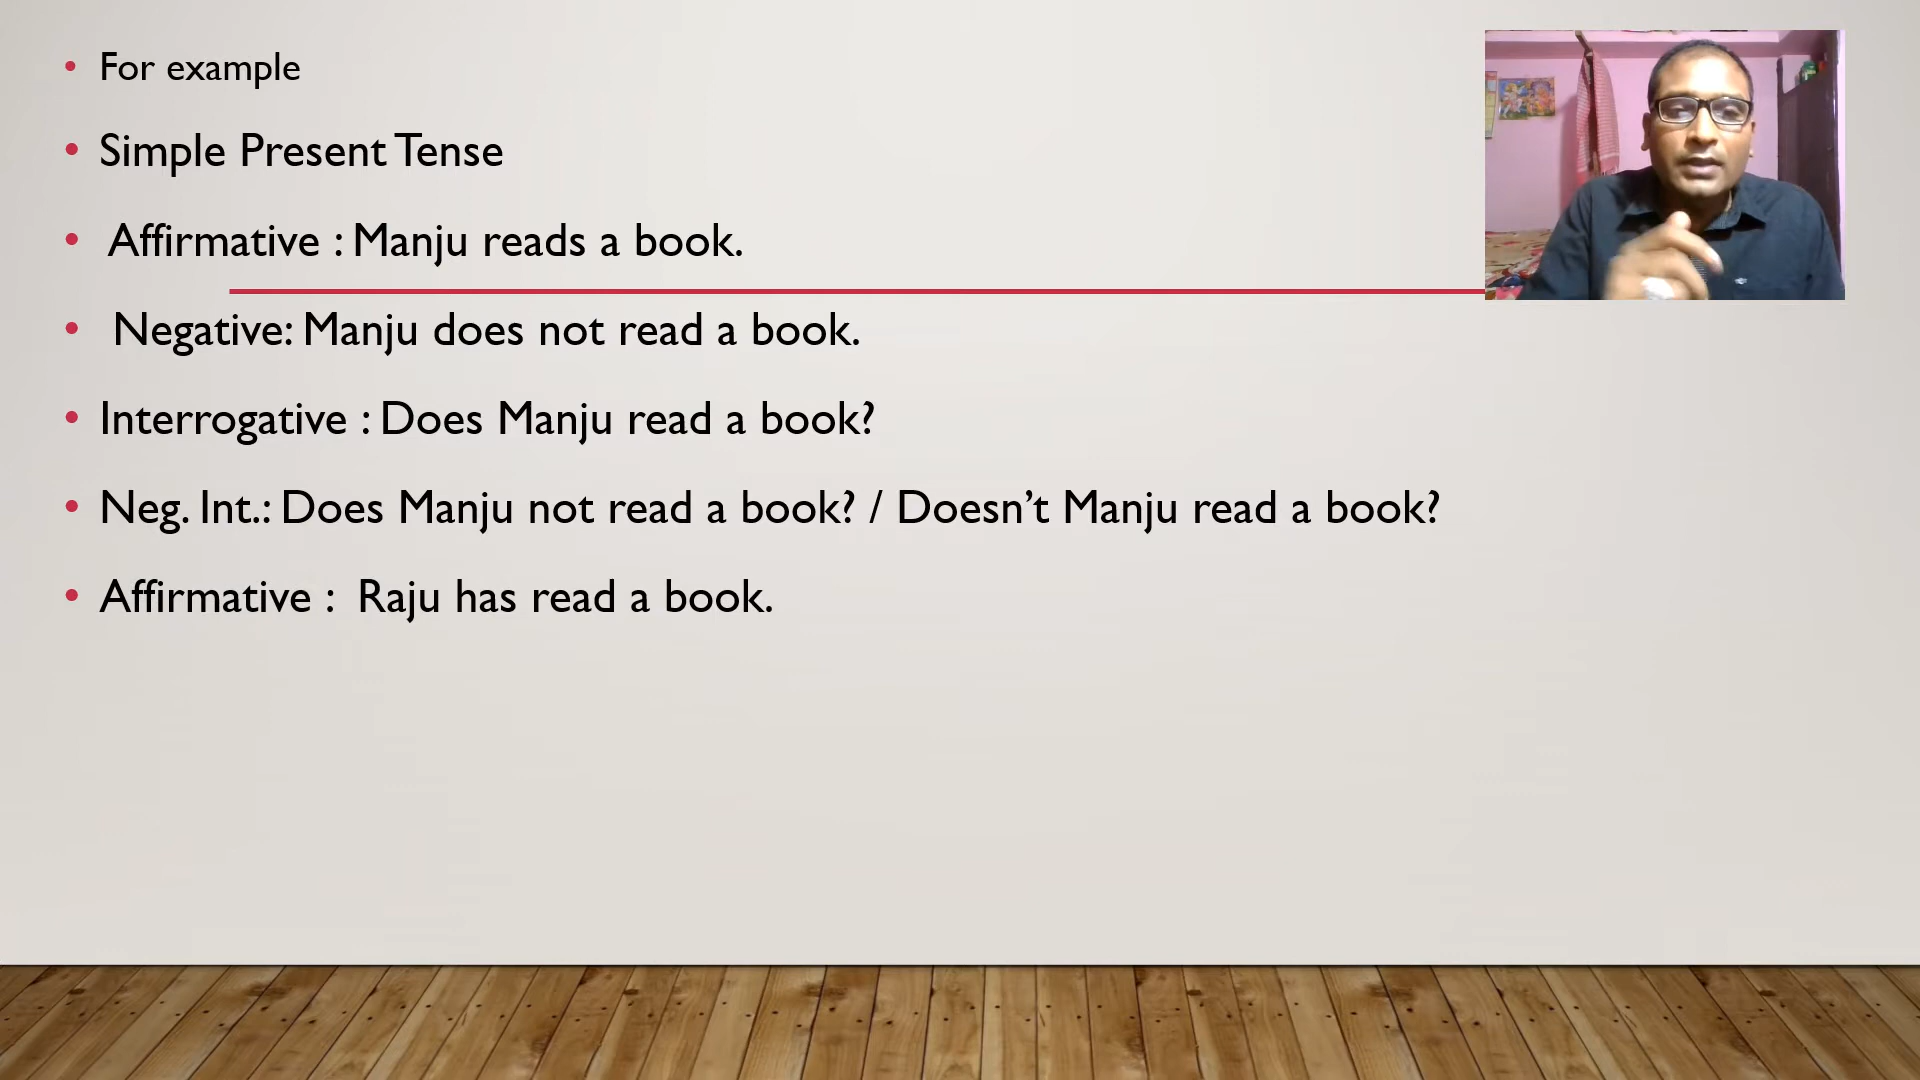 • For example
• Simple Present Tense
• Affirmative : Manju reads a book.
• Negative: Manju does not read a book.
• Interrogative : Does Manju read a book?
• Neg. Int.: Does Manju not read a book? / Doesn’t Manju read a book?
• Affirmative :  Raju has read a book.